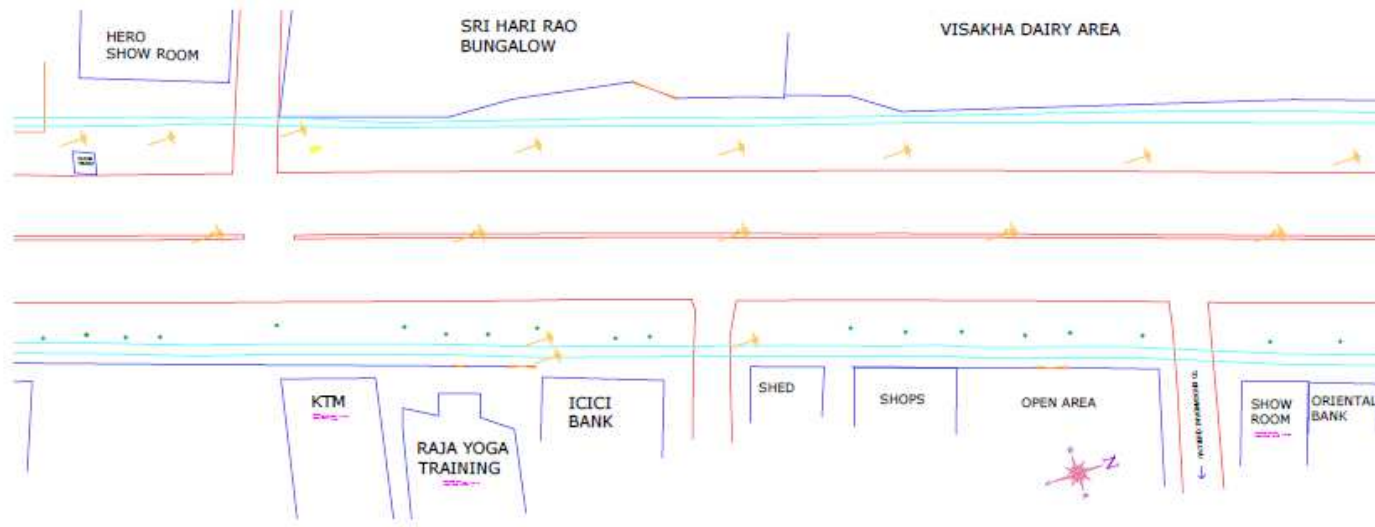 HERO
SHOW ROOM
SRI HARI RAO
BUNGALOW
VISAKHA DAIRY AREA
KTM
RAJA YOGA
TRAINING
ICICI
BANK
SHED
SHOPS
OPEN AREA
SHOW
ROOM
ORIENTAL
BANK
N